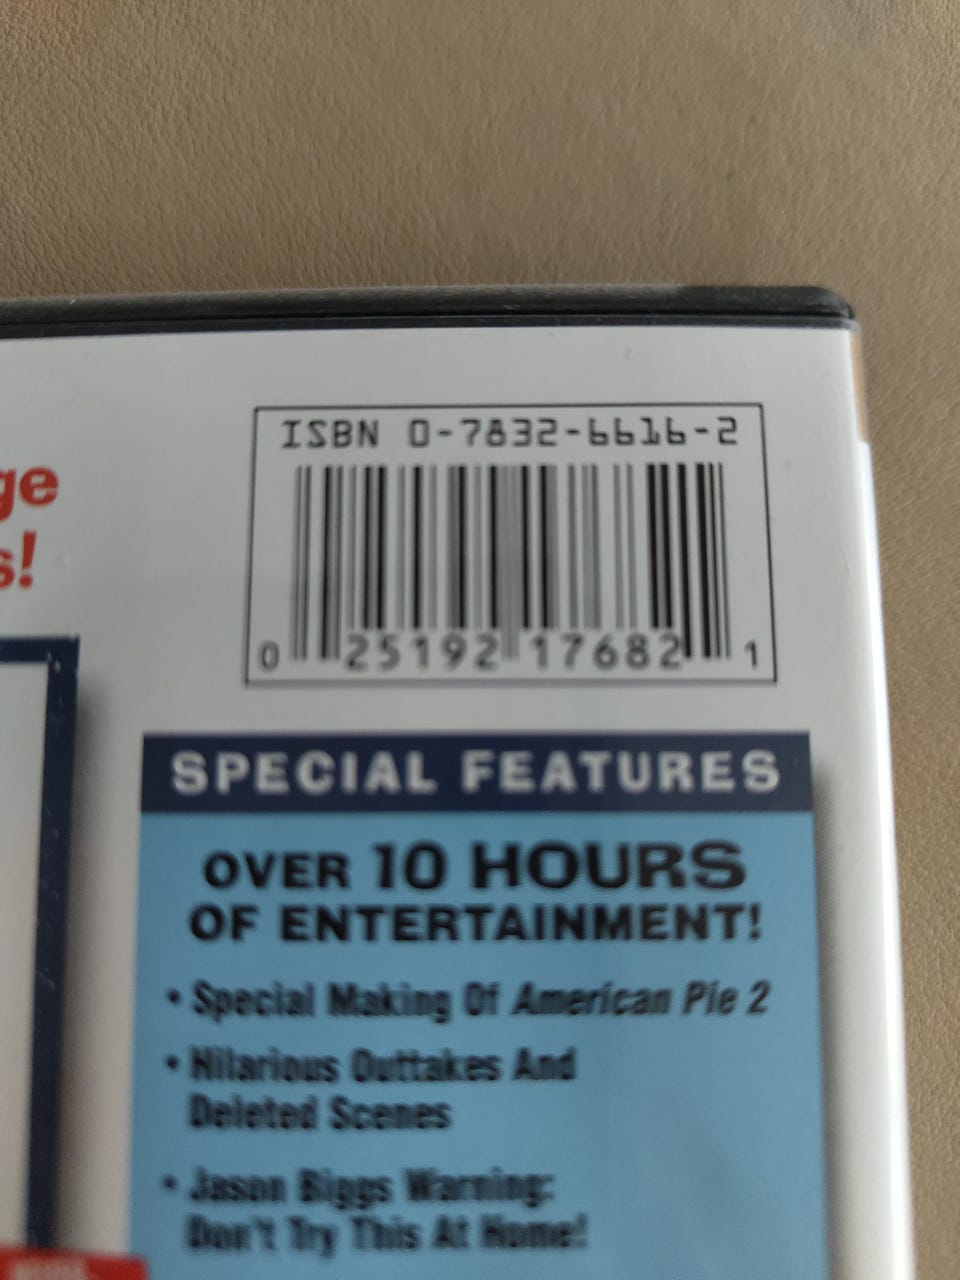 ge
s!
ISBN 0-7832-6616-2
0 25192 17682 1
SPECIAL FEATURES
OVER 10 HOURS
OF ENTERTAINMENT!
• Special Making Of American Pie 2
• Hilarious Outtakes And
Deleted Scenes
• Jason Biggs Warning:
Don't Try This At Home!